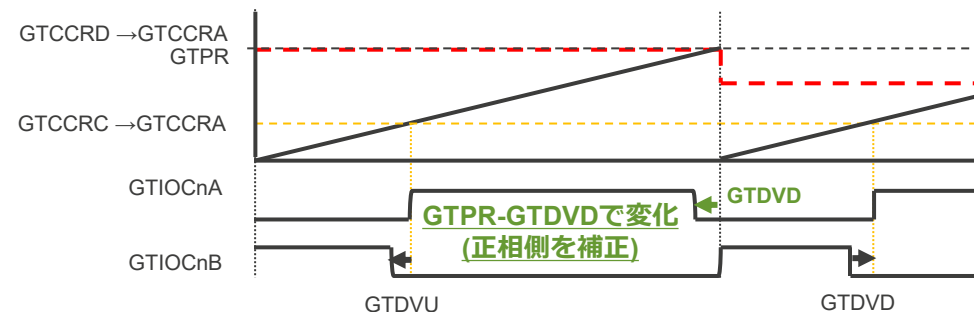 GTCCRD →GTCCRA
GTPR
GTCCRC →GTCCRA
GTIOCnA
GTDVD
GTPR-GTDVDで変化
(正相側を補正)
GTIOCnB
GTDVU
GTDVD